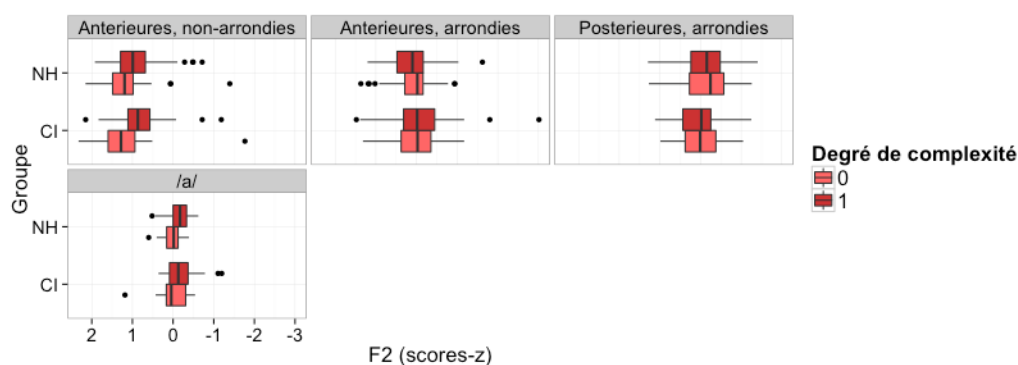 Anterieures, non-arrondies
Anterieures, arrondies
Posterieures, arrondies
NH
CI
/a/
NH
CI
Groupe
2 1 0 -1 -2 -3
F2 (scores-z)
Degré de complexité
0
1